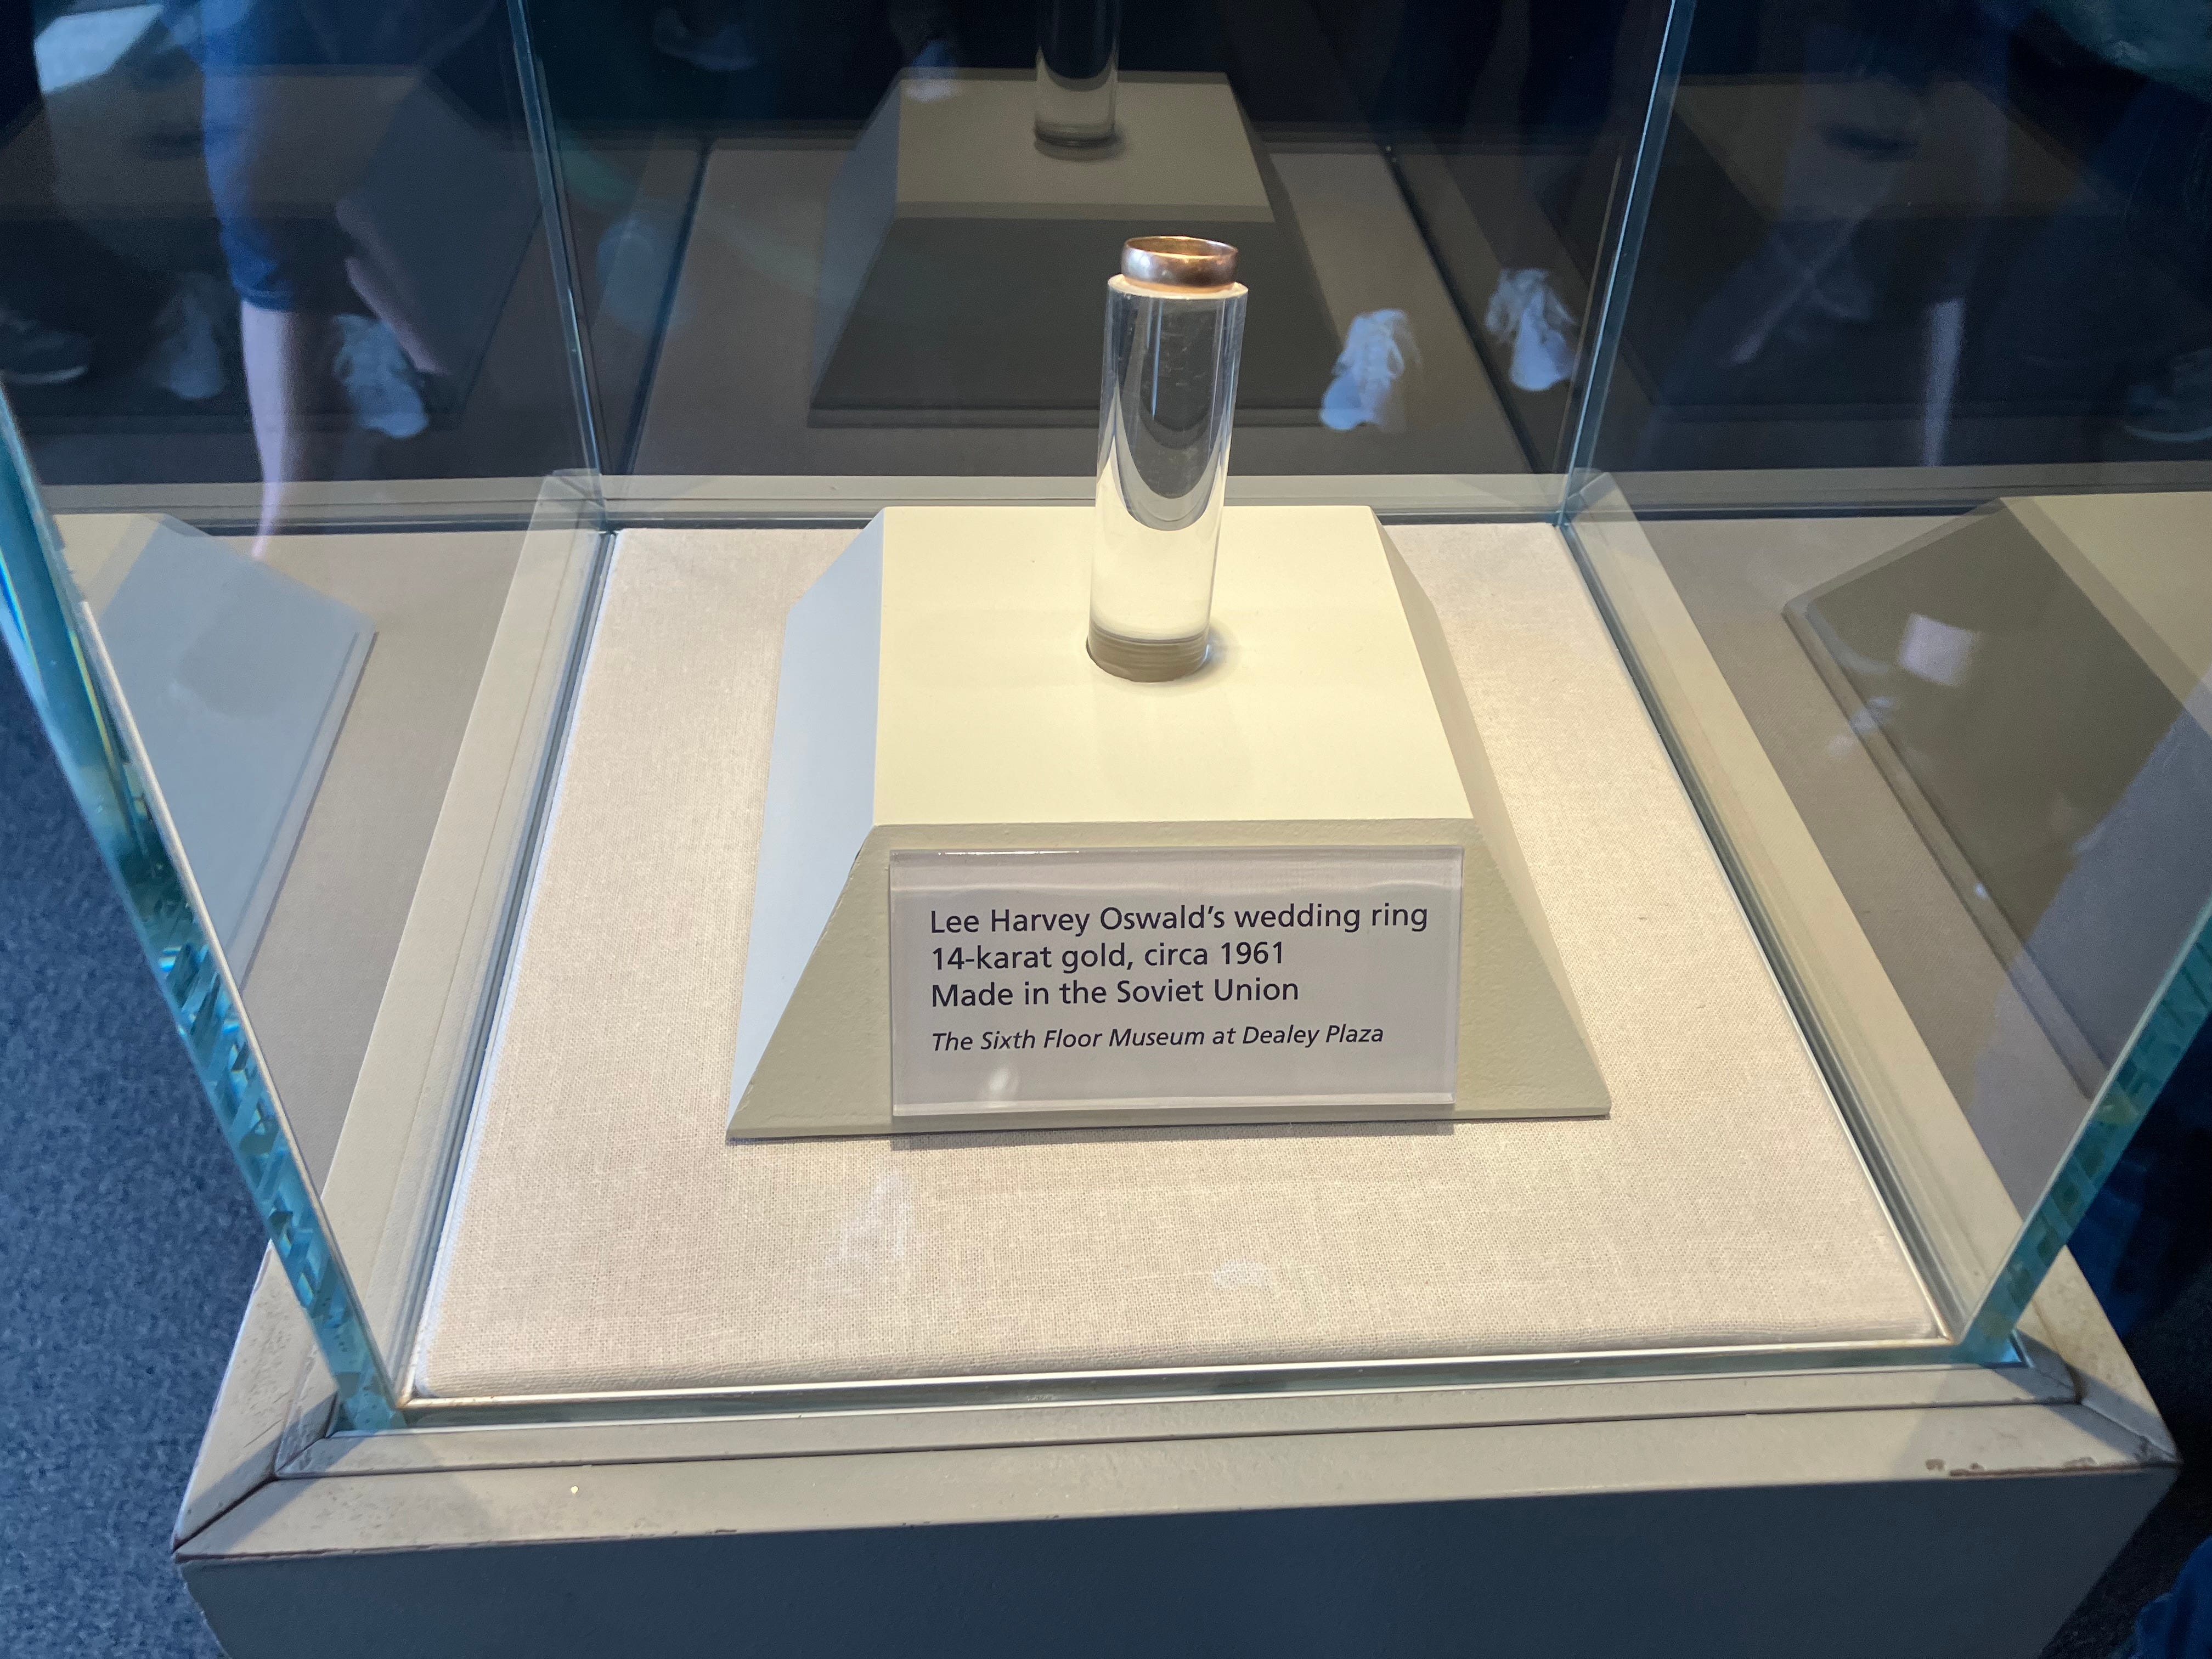 Lee Harvey Oswald’s wedding ring
14-karat gold, circa 1961
Made in the Soviet Union
The Sixth Floor Museum at Dealey Plaza